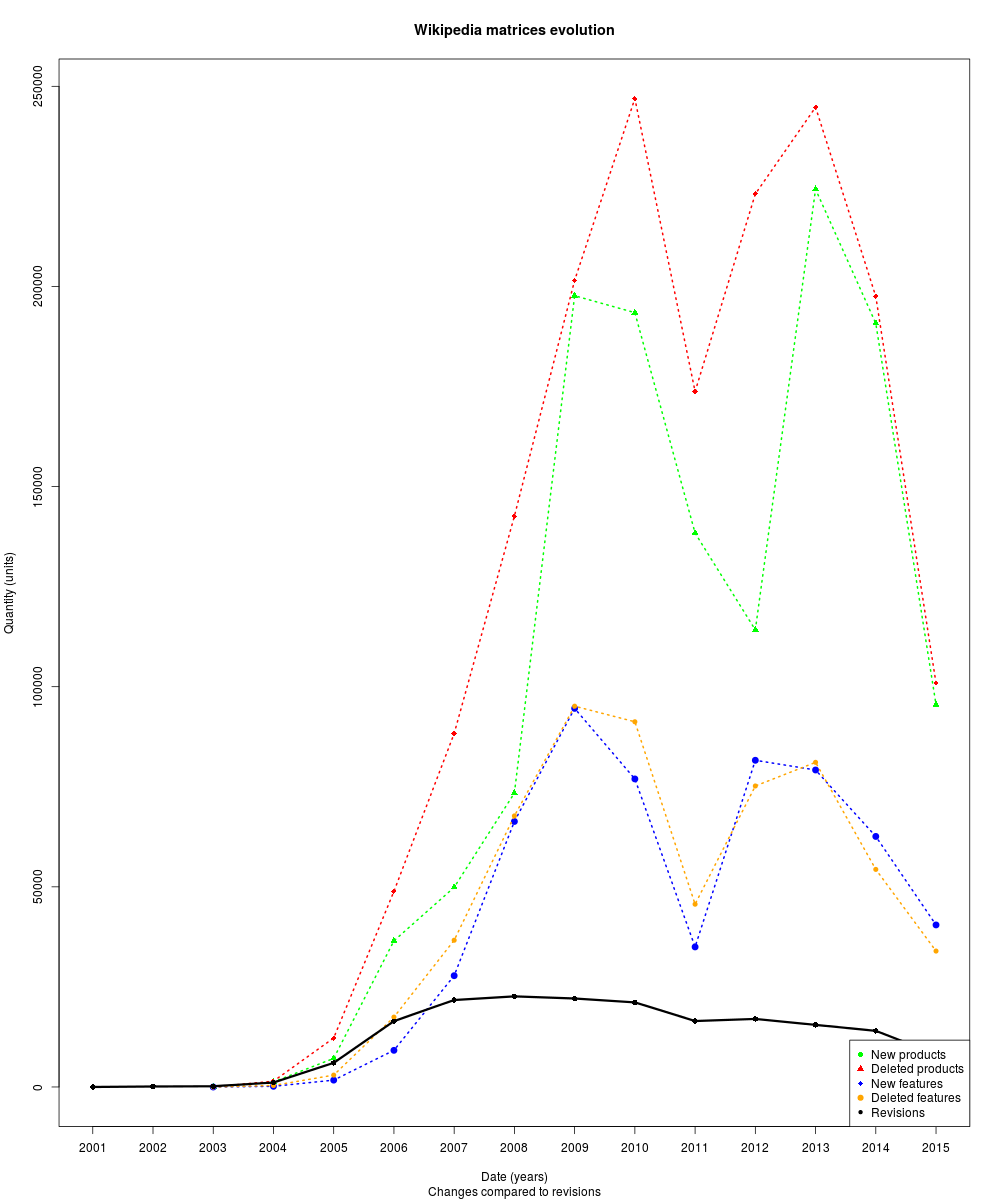 Wikipedia matrices evolution
250000
200000
150000
100000
50000
0
Quantity (units)
2001 2002 2003 2004 2005 2006 2007 2008 2009 2010 2011 2012 2013 2014 2015
New products
Deleted products
New features
Deleted features
Revisions
Date (years)
Changes compared to revisions